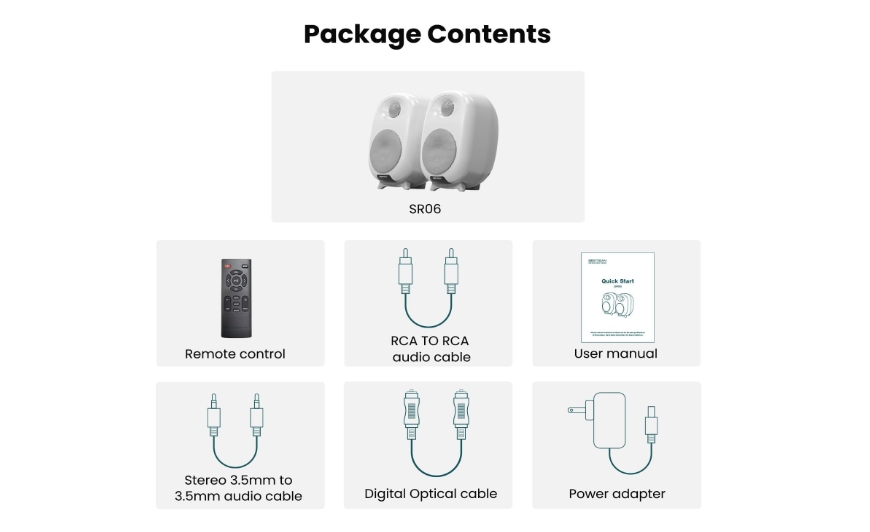 Package Contents
SR06
Remote control
RCA TO RCA
audio cable
Quick Start
User manual
Stereo 3.5mm to
3.5mm audio cable
Digital Optical cable
Power adapter